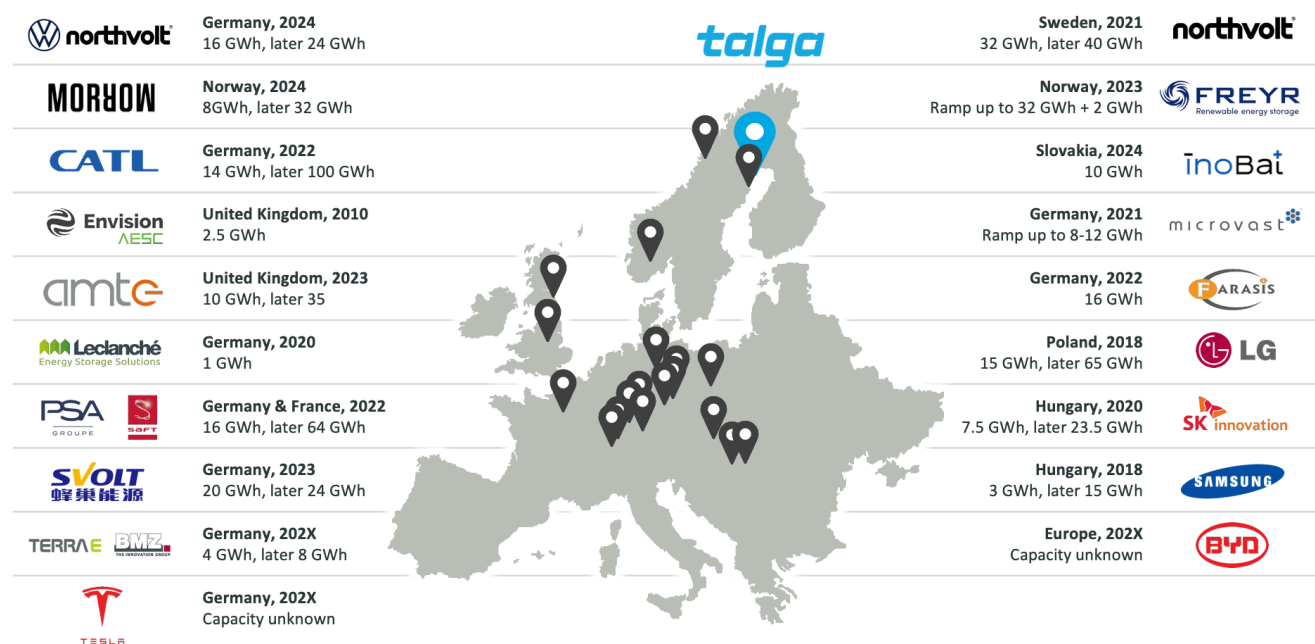 northvolt
Germany, 2024
16 GWh, later 24 GWh
MORROW
Norway, 2024
8GWh, later 32 GWh
CATL
Germany, 2022
14 GWh, later 100 GWh
Envision
AESC
United Kingdom, 2010
2.5 GWh
amte
United Kingdom, 2023
10 GWh, later 35
Leclanché
Energy Storage Solutions
Germany, 2020
1 GWh
PSA
GROUPE
SAFT
Germany & France, 2022
16 GWh, later 64 GWh
SVOLT
蜂巢能源
Germany, 2023
20 GWh, later 24 GWh
TERRA E
BMZ
THE INNOVATION GROUP
Germany, 202X
4 GWh, later 8 GWh
TESLA
Germany, 202X
Capacity unknown
talga
Sweden, 2021
32 GWh, later 40 GWh
northvolt
Norway, 2023
Ramp up to 32 GWh + 2 GWh
FREYR
Renewable energy storage
Slovakia, 2024
10 GWh
inoBat
Germany, 2021
Ramp up to 8-12 GWh
microvast
Germany, 2022
16 GWh
FARASIS
Poland, 2018
15 GWh, later 65 GWh
LG
Hungary, 2020
7.5 GWh, later 23.5 GWh
SK innovation
Hungary, 2018
3 GWh, later 15 GWh
SAMSUNG
Europe, 202X
Capacity unknown
BYD